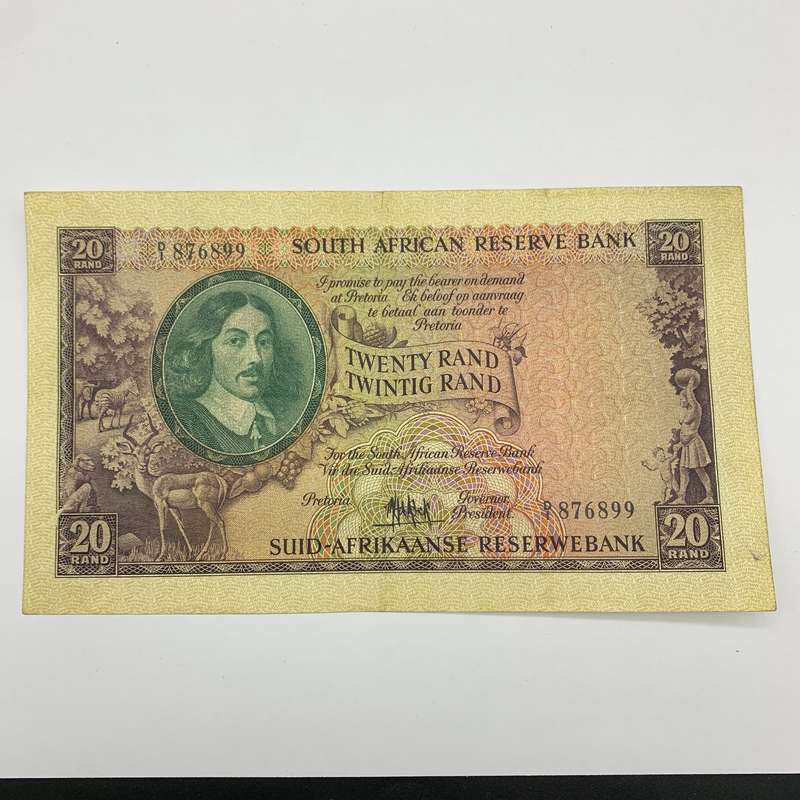 20
RAND
D/1 876899
SOUTH AFRICAN RESERVE BANK
20
RAND
I promise to pay the bearer on demand
at Pretoria Ek beloof op aanvraag
te betaal aan toonder te
Pretoria
TWENTY RAND
TWINTIG RAND
For the South African Reserve Bank
Vir die Suid-Afrikaanse Reserwebank
Pretoria
Governor
President
D/1 876899
20
RAND
SUID-AFRIKAANSE RESERWEBANK
20
RAND